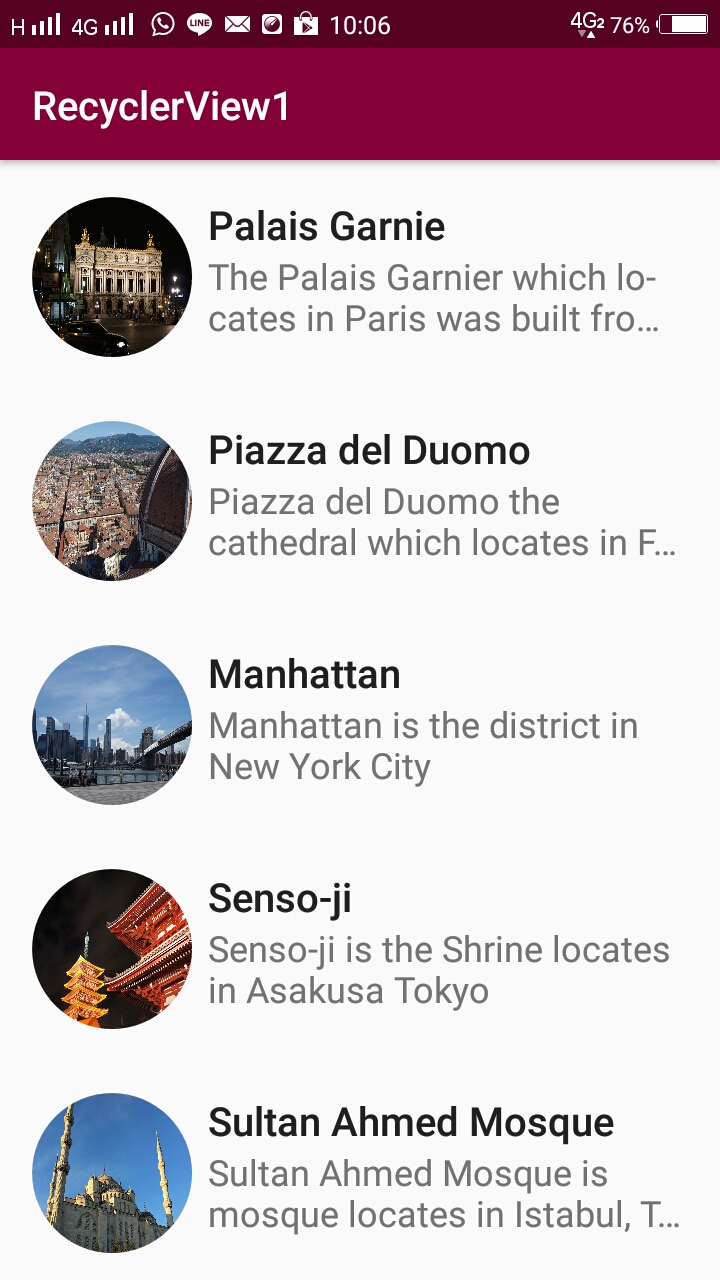 H 4G LINE 10:06 4G2 76%
RecyclerView1
Palais Garnie
The Palais Garnier which lo-
cates in Paris was built fro...
Piazza del Duomo
Piazza del Duomo the
cathedral which locates in F...
Manhattan
Manhattan is the district in
New York City
Senso-ji
Senso-ji is the Shrine locates
in Asakusa Tokyo
Sultan Ahmed Mosque
Sultan Ahmed Mosque is
mosque locates in Istabul, T...